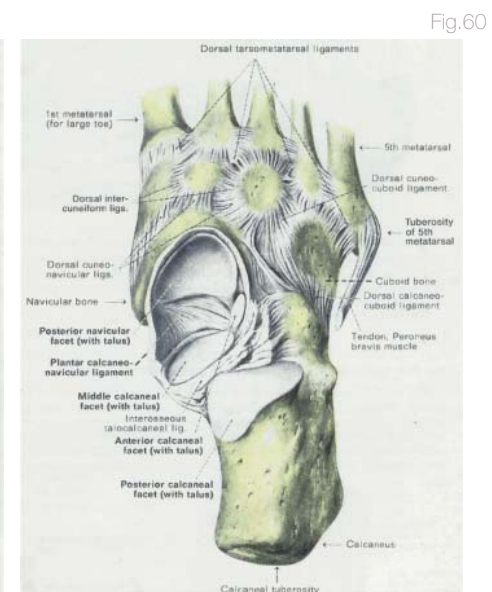 Fig.60
Dorsal tarsometatarsal ligaments
1st metatarsal
(for large toe)
5th metatarsal
Dorsal cuneo-
cuboid ligament.
Dorsal inter-
cuneiform ligs.
Tuberosity
of 5th
metatarsal
Dorsal cuneo-
navicular ligs.
Cuboid bone
Navicular bone
Dorsal calcaneo-
cuboid ligament
Posterior navicular
facet (with talus)
Tendon, Peroneus
brevis muscle
Plantar calcaneo-
navicular ligament
Middle calcaneal
facet (with talus)
Interosseous
talocalcaneal lig.
Anterior calcaneal
facet (with talus)
Posterior calcaneal
facet (with talus)
Calcaneus
Calcaneal tuberosity